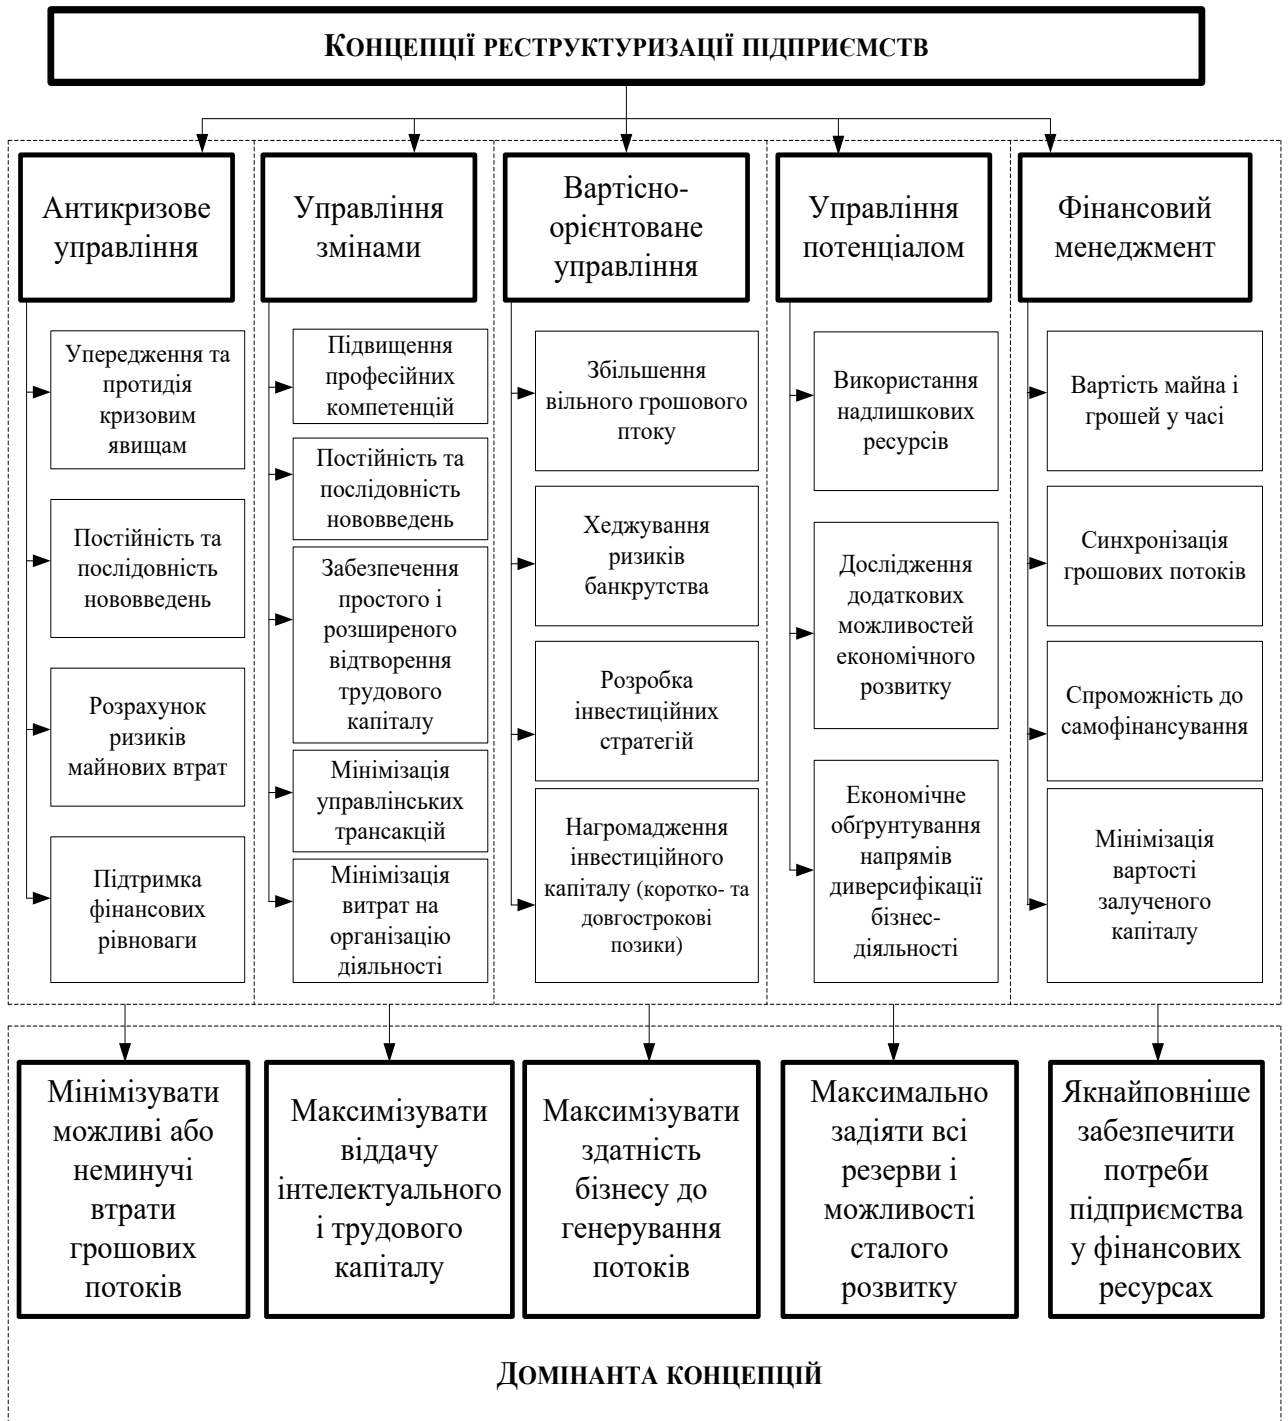 КОНЦЕПЦІЇ РЕСТРУКТУРИЗАЦІЇ ПІДПРИЄМСТВ
Антикризове
управління
Упередження та
протидія
кризовим
явищам
Постійність та
послідовність
нововведень
Розрахунок
ризиків
майнових втрат
Підтримка
фінансових
рівноваги
Управління
змінами
Підвищення
професійних
компетенцій
Постійність та
послідовність
нововведень
Забезпечення
простого і
розширеного
відтворення
трудового
капіталу
Мінімізація
управлінських
трансакцій
Мінімізація
витрат на
організацію
діяльності
Вартісно-
орієнтоване
управління
Збільшення
вільного грошового
птоку
Хеджування
ризиків
банкрутства
Розробка
інвестиційних
стратегій
Нагромадження
інвестиційного
капіталу (коротко- та
довгострокові
позики)
Управління
потенціалом
Використання
надлишкових
ресурсів
Дослідження
додаткових
можливостей
економічного
розвитку
Економічне
обґрунтування
напрямів
диверсифікації
бізнес-
діяльності
Фінансовий
менеджмент
Вартість майна і
грошей у часі
Синхронізація
грошових потоків
Спроможність до
самофінансування
Мінімізація
вартості
залученого
капіталу
Мінімізувати
можливі або
неминучі
втрати
грошових
потоків
Максимізувати
віддачу
інтелектуального
і трудового
капіталу
Максимізувати
здатність
бізнесу до
генерування
потоків
Максимально
задіяти всі
резерви і
можливості
сталого
розвитку
Якнайповніше
забезпечити
потреби
підприємства
у фінансових
ресурсах
ДОМІНАНТА КОНЦЕПЦІЙ